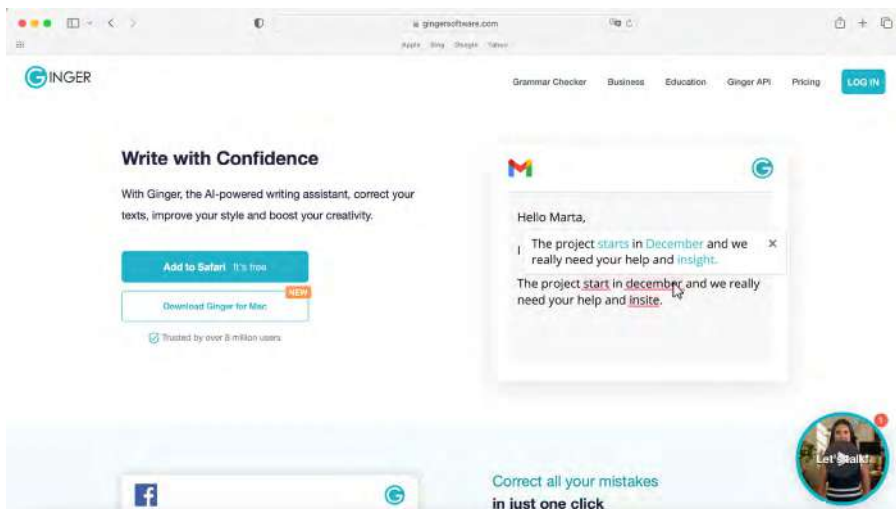 gingersoftware.com
Apple Bing Google Yahoo
GINGER
Grammar Checker Business Education Ginger API Pricing LOG IN
Write with Confidence
With Ginger, the AI-powered writing assistant, correct your
texts, improve your style and boost your creativity.
Add to Safari It's free
NEW
Download Ginger for Mac
Trusted by over 8 million users
Hello Marta,
I
The project starts in December and we
really need your help and insight.
The project start in december and we really
need your help and insite.
1
Let's talk!
Correct all your mistakes
in just one click